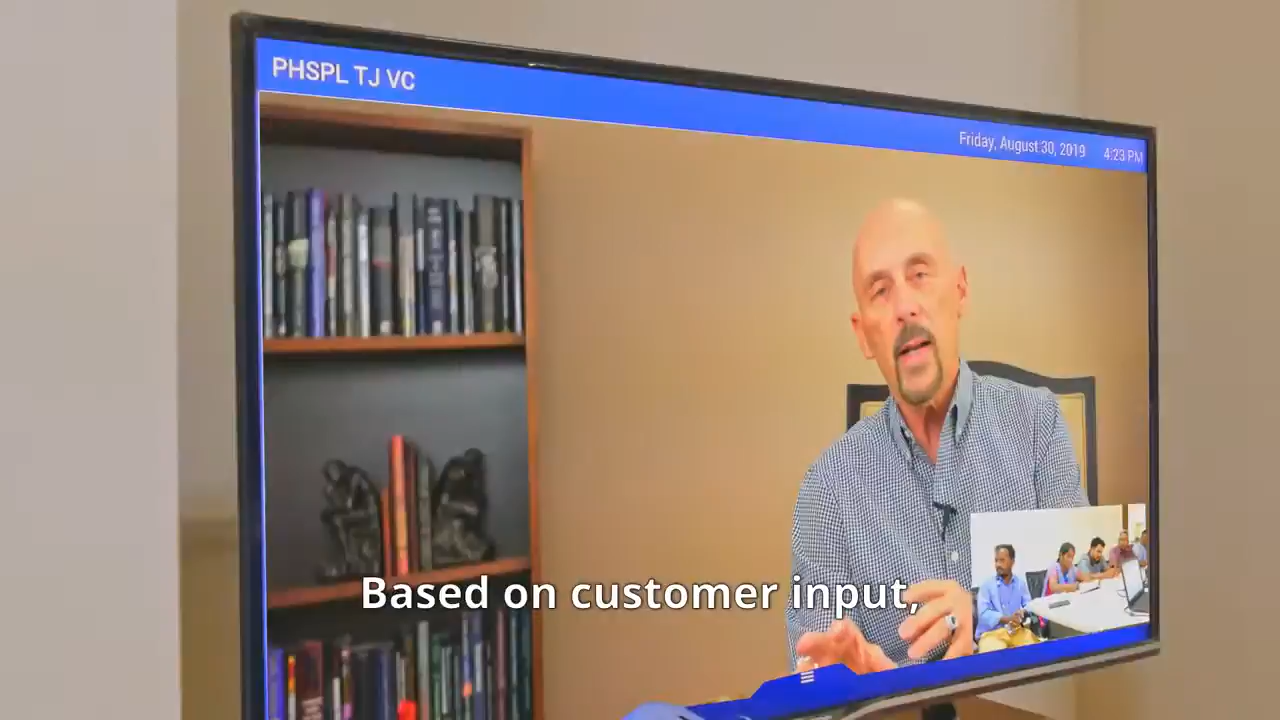 PHSPL TJ VC
Friday, August 30, 2019 4:23 PM
Based on customer input,